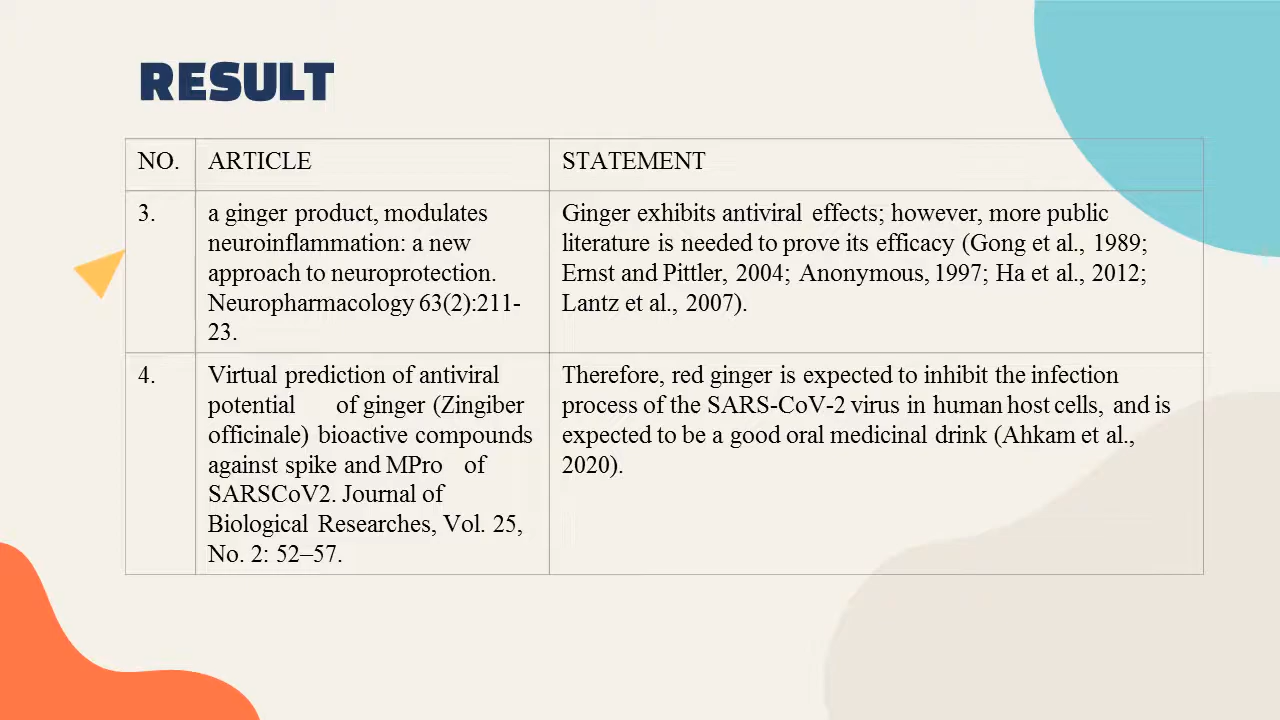 RESULT
NO.
ARTICLE
STATEMENT
3.
a ginger product, modulates
neuroinflammation: a new
approach to neuroprotection.
Neuropharmacology 63(2):211-
23.
Ginger exhibits antiviral effects; however, more public
literature is needed to prove its efficacy (Gong et al., 1989;
Ernst and Pittler, 2004; Anonymous, 1997; Ha et al., 2012;
Lantz et al., 2007).
4.
Virtual prediction of antiviral
potential of ginger (Zingiber
officinale) bioactive compounds
against spike and MPro of
SARSCoV2. Journal of
Biological Researches, Vol. 25,
No. 2: 52–57.
Therefore, red ginger is expected to inhibit the infection
process of the SARS-CoV-2 virus in human host cells, and is
expected to be a good oral medicinal drink (Ahkam et al.,
2020).